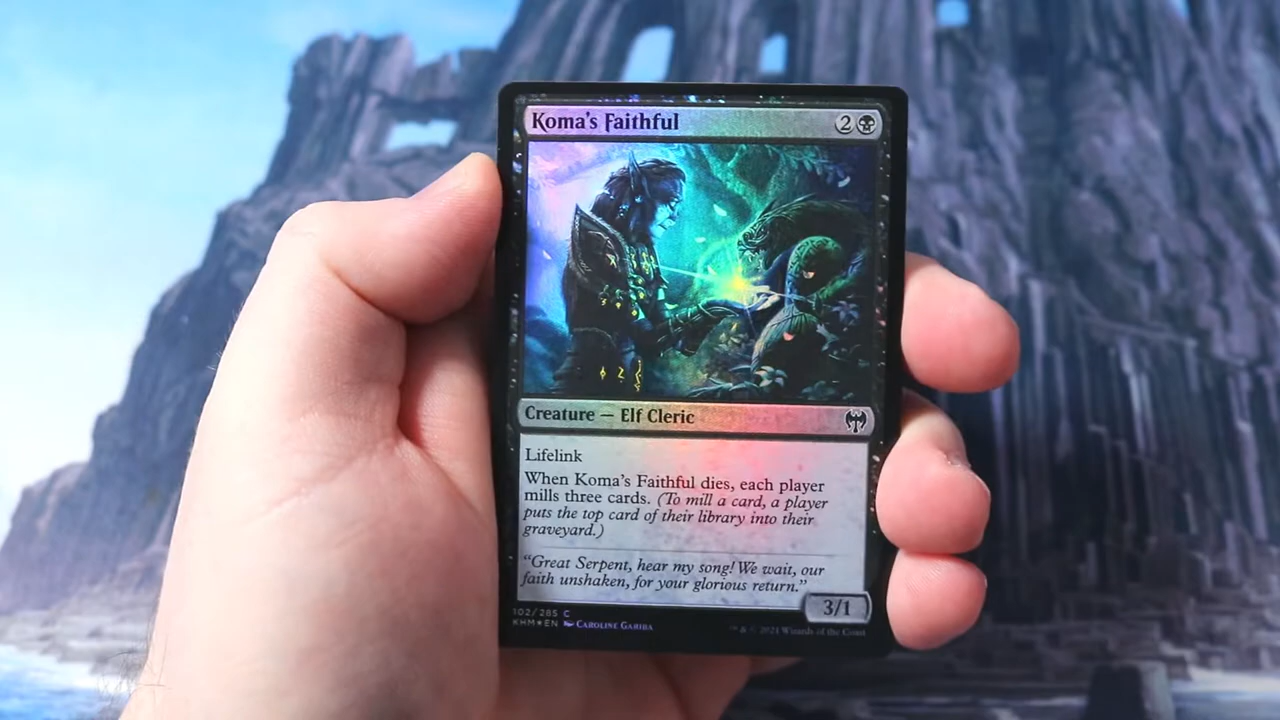 Koma's Faithful 2
Creature — Elf Cleric
Lifelink
When Koma's Faithful dies, each player
mills three cards. (To mill a card, a player
puts the top card of their library into their
graveyard.)
“Great Serpent, hear my song! We wait, our
faith unshaken, for your glorious return.”
3/1
102/285 C
KHM★EN CAROLINE GARIBA
™ & © 2021 Wizards of the Coast